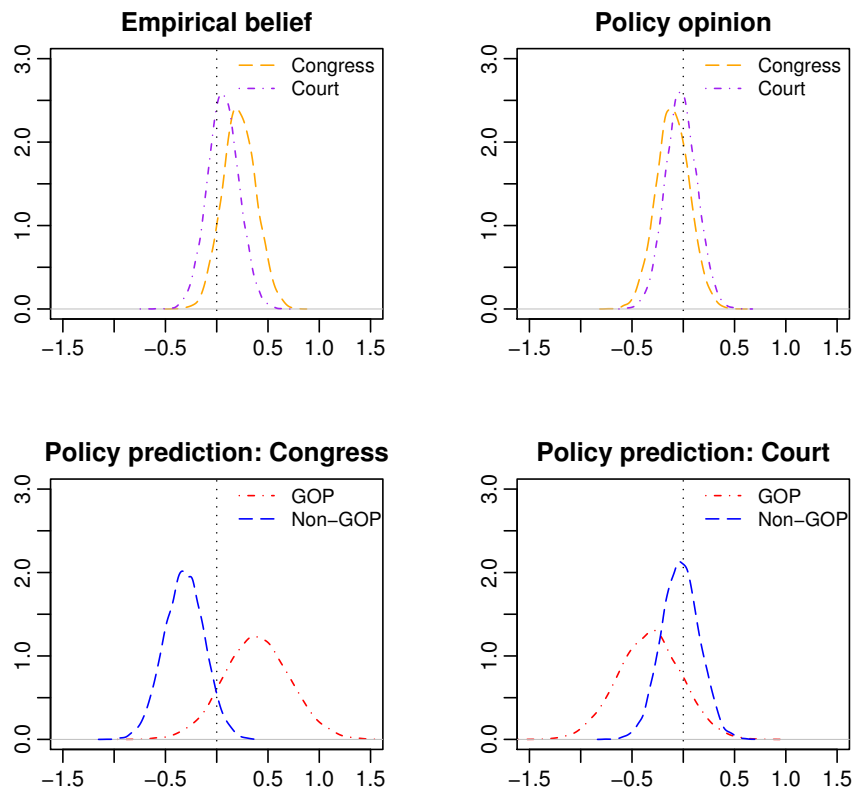 Empirical belief
Policy opinion
Congress
Court
Congress
Court
0.0 1.0 2.0 3.0
0.0 1.0 2.0 3.0
−1.5 −0.5 0.5 1.0 1.5
−1.5 −0.5 0.5 1.0 1.5
Policy prediction: Congress
Policy prediction: Court
GOP
Non−GOP
GOP
Non−GOP
0.0 1.0 2.0 3.0
0.0 1.0 2.0 3.0
−1.5 −0.5 0.5 1.0 1.5
−1.5 −0.5 0.5 1.0 1.5